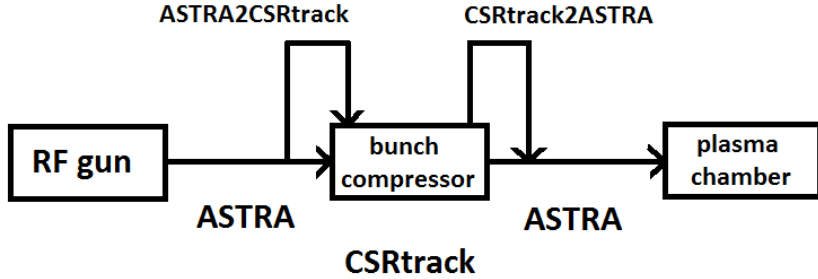 ASTRA2CSRtrack
CSRtrack2ASTRA
RF gun
bunch
compressor
plasma
chamber
ASTRA
ASTRA
CSRtrack